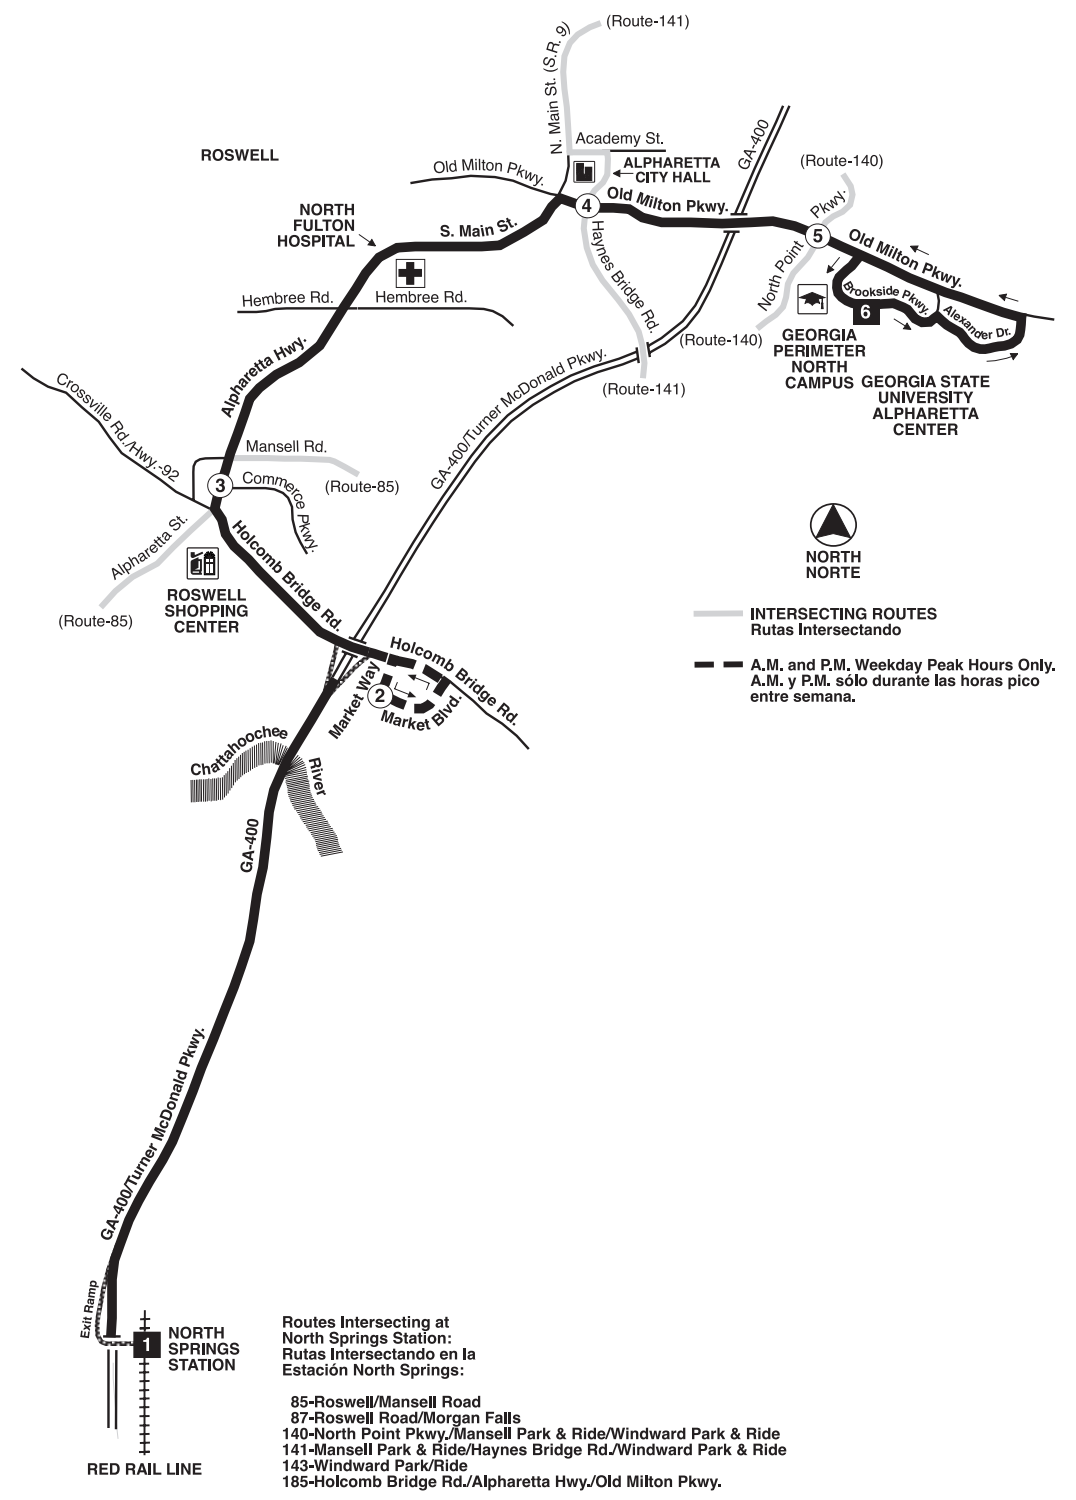 (Route-141)
N. Main St. (S.R. 9)
Academy St.
GA-400
ROSWELL
Old Milton Pkwy.
ALPHARETTA
CITY HALL
(Route-140)
NORTH
FULTON
HOSPITAL
S. Main St.
4
Old Milton Pkwy.
Pkwy.
5
North Point
Old Milton Pkwy.
Haynes Bridge Rd.
Hembree Rd.
Hembree Rd.
Brookside Pkwy.
6
Alexander Dr.
(Route-140)
GEORGIA
PERIMETER
NORTH
CAMPUS
GEORGIA STATE
UNIVERSITY
ALPHARETTA
CENTER
Alpharetta Hwy.
GA-400/Turner McDonald Pkwy.
(Route-141)
Crossville Rd./Hwy.-92
Mansell Rd.
3
Commerce Pkwy.
(Route-85)
Alpharetta St.
Holcomb Bridge Rd.
ROSWELL
SHOPPING
CENTER
(Route-85)
NORTH
NORTE
INTERSECTING ROUTES
Rutas Intersectando
A.M. and P.M. Weekday Peak Hours Only.
A.M. y P.M. sólo durante las horas pico
entre semana.
Holcomb Bridge Rd.
Market Way
2
Market Blvd.
Chattahoochee
River
GA-400
GA-400/Turner McDonald Pkwy.
Exit Ramp
1
NORTH
SPRINGS
STATION
RED RAIL LINE
Routes Intersecting at
North Springs Station:
Rutas Intersectando en la
Estación North Springs:
85-Roswell/Mansell Road
87-Roswell Road/Morgan Falls
140-North Point Pkwy./Mansell Park & Ride/Windward Park & Ride
141-Mansell Park & Ride/Haynes Bridge Rd./Windward Park & Ride
143-Windward Park/Ride
185-Holcomb Bridge Rd./Alpharetta Hwy./Old Milton Pkwy.